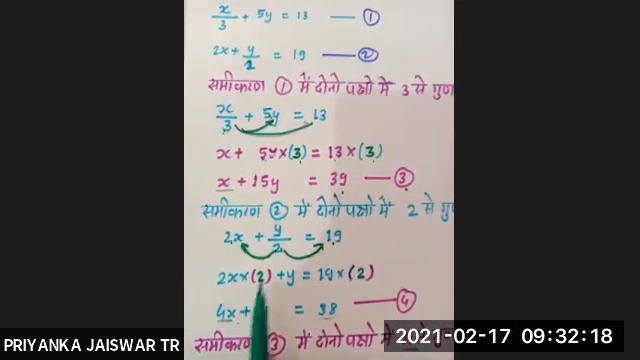 x/3 + 5y = 13 —— ①
2x + y/2 = 19 —— ②
समीकरण ① में दोनो पक्षो मे 3 से गुण
x/3 + 5y = 13
x + 5y×(3) = 13×(3)
x + 15y = 39 —— ③
समीकरण ② में दोनो पक्षो में 2 से गुण
2x + y/2 = 19
2x×(2) + y = 19×(2)
4x + = 38 —— ④
समीकरण ③ में दोनो पक्षो
PRIYANKA JAISWAR TR
2021-02-17 09:32:18